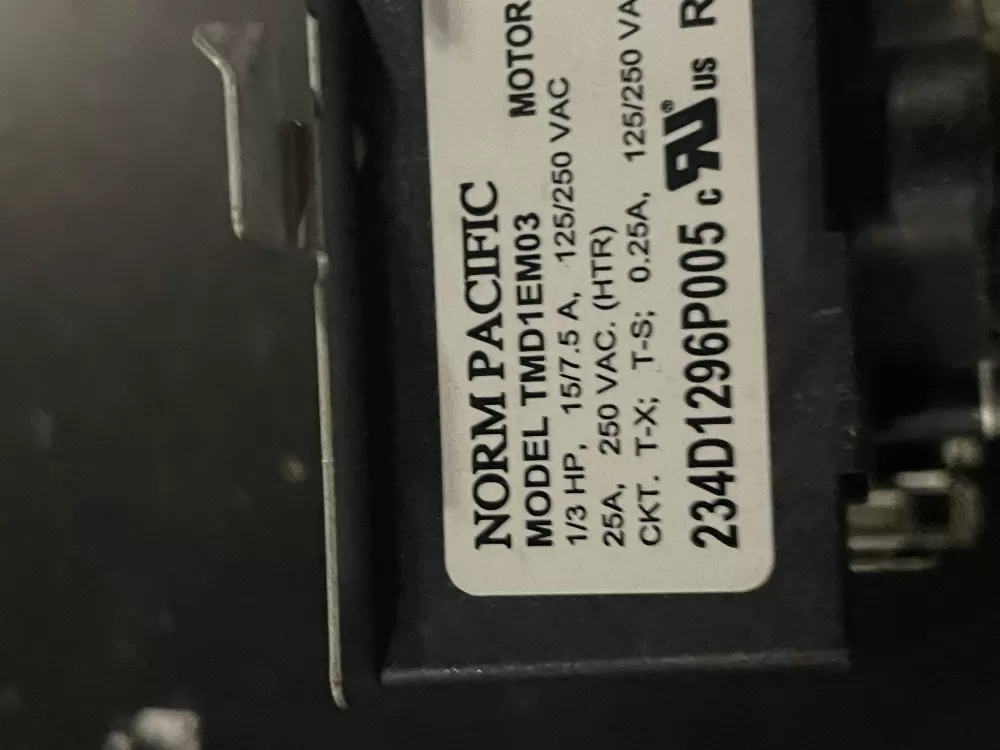 NORM PACIFIC
MODEL TMD1EM03 MOTOR
1/3 HP, 15/7.5 A, 125/250 VAC
25A, 250 VAC. (HTR)
CKT. T-X; T-S; 0.25A, 125/250 VA
234D1296P005 c RU® US R